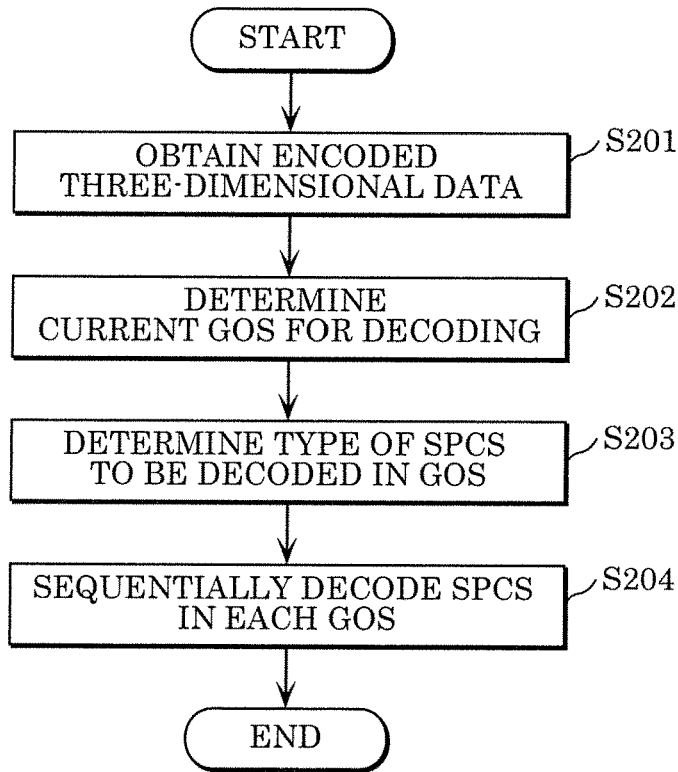 START
OBTAIN ENCODED
THREE-DIMENSIONAL DATA
S201
DETERMINE
CURRENT GOS FOR DECODING
S202
DETERMINE TYPE OF SPCS
TO BE DECODED IN GOS
S203
SEQUENTIALLY DECODE SPCS
IN EACH GOS
S204
END